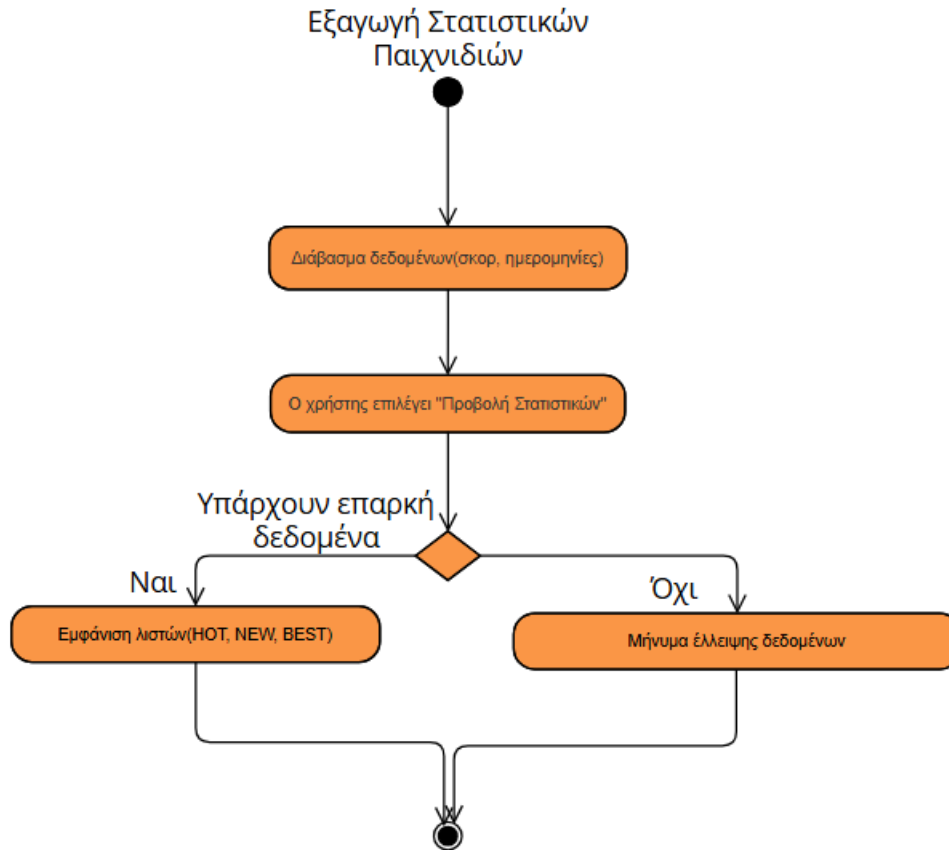 Εξαγωγή Στατιστικών
Παιχνιδιών
Διάβασμα δεδομένων(σκορ, ημερομηνίες)
Ο χρήστης επιλέγει "Προβολή Στατιστικών"
Υπάρχουν επαρκή
δεδομένα
Ναι
Όχι
Εμφάνιση λιστών(HOT, NEW, BEST)
Μήνυμα έλλειψης δεδομένων